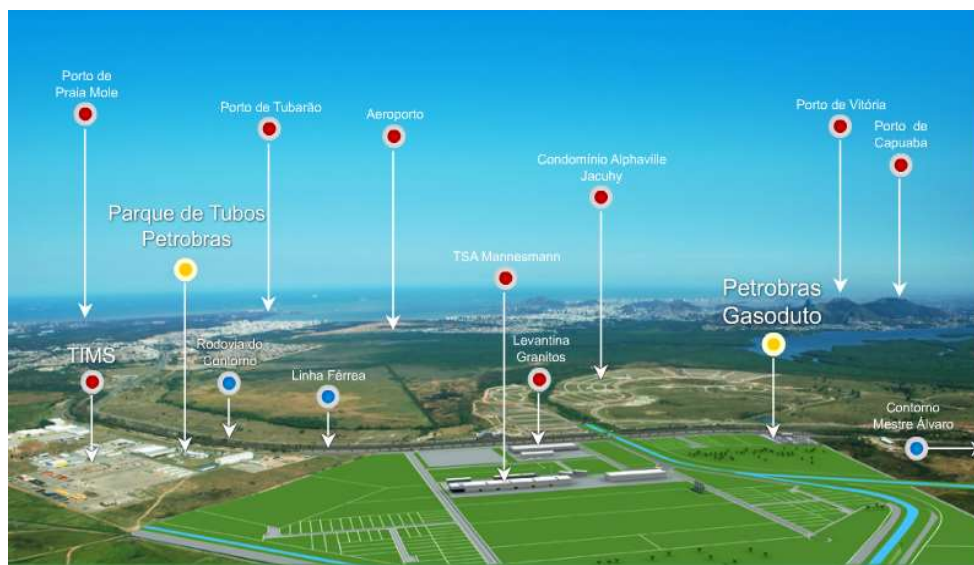 Porto de
Praia Mole
Porto de Tubarão
Aeroporto
Condomínio Alphaville
Jacuhy
Porto de Vitória
Porto de
Capuaba
Parque de Tubos
Petrobras
TSA Mannesmann
Petrobras
Gasoduto
TIMS
Rodovia do
Contorno
Linha Férrea
Levantina
Granitos
Contorno
Mestre Álvaro